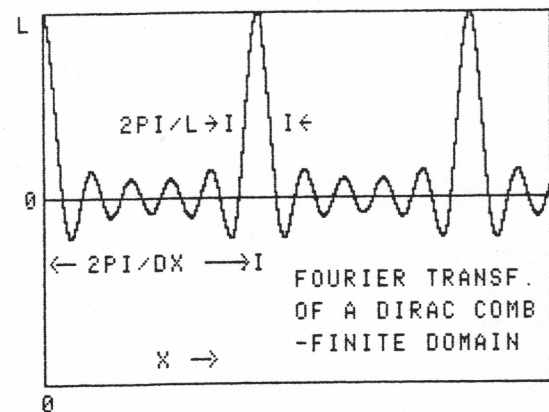 L
2PI/L→I I←
0
← 2PI/DX → I
FOURIER TRANSF.
OF A DIRAC COMB
-FINITE DOMAIN
X →
0